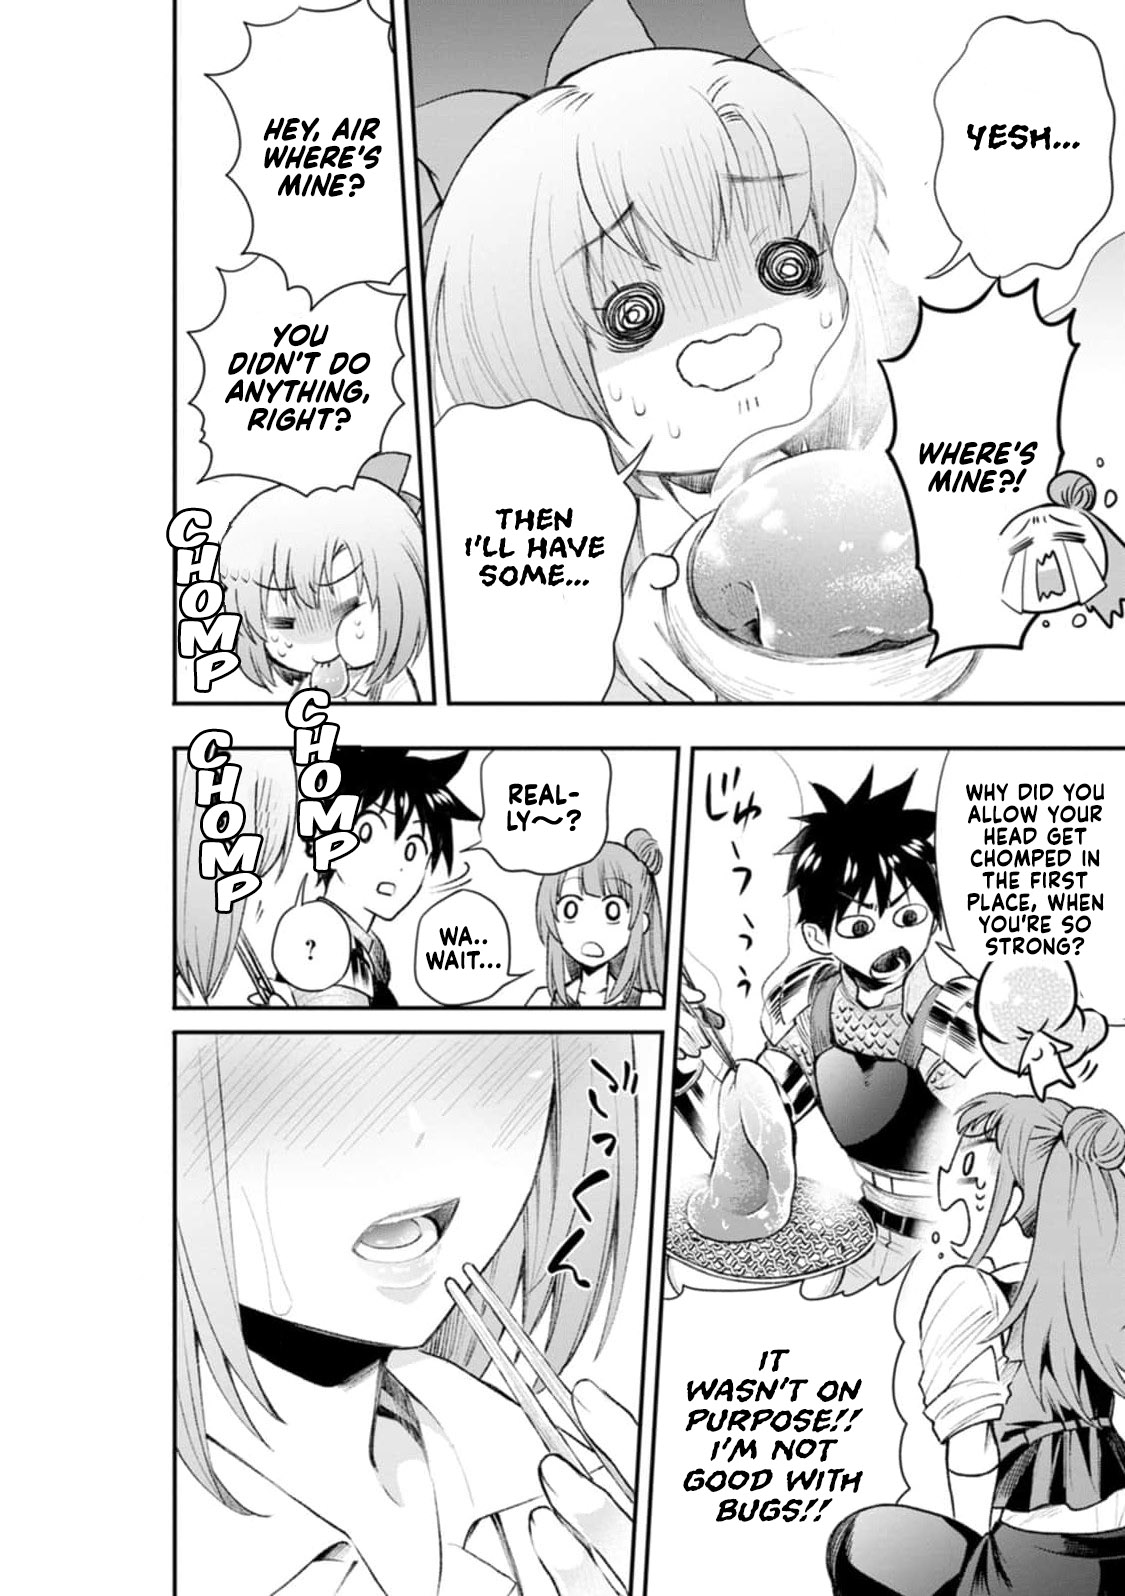 YESH...
WHERE'S
MINE?!
THEN
I'LL HAVE
SOME...
HEY, AIR
WHERE'S
MINE?
YOU
DIDN'T DO
ANYTHING,
RIGHT?
CHOMP
WHY DID YOU
ALLOW YOUR
HEAD GET
CHOMPED IN
THE FIRST
PLACE, WHEN
YOU'RE SO
STRONG?
じゅーっっ
IT
WASN'T ON
PURPOSE!!
I'M NOT
GOOD WITH
BUGS!!
REAL-
LY~?
WA..
WAIT...
?
CHOMP
CHOMP
ごっくん